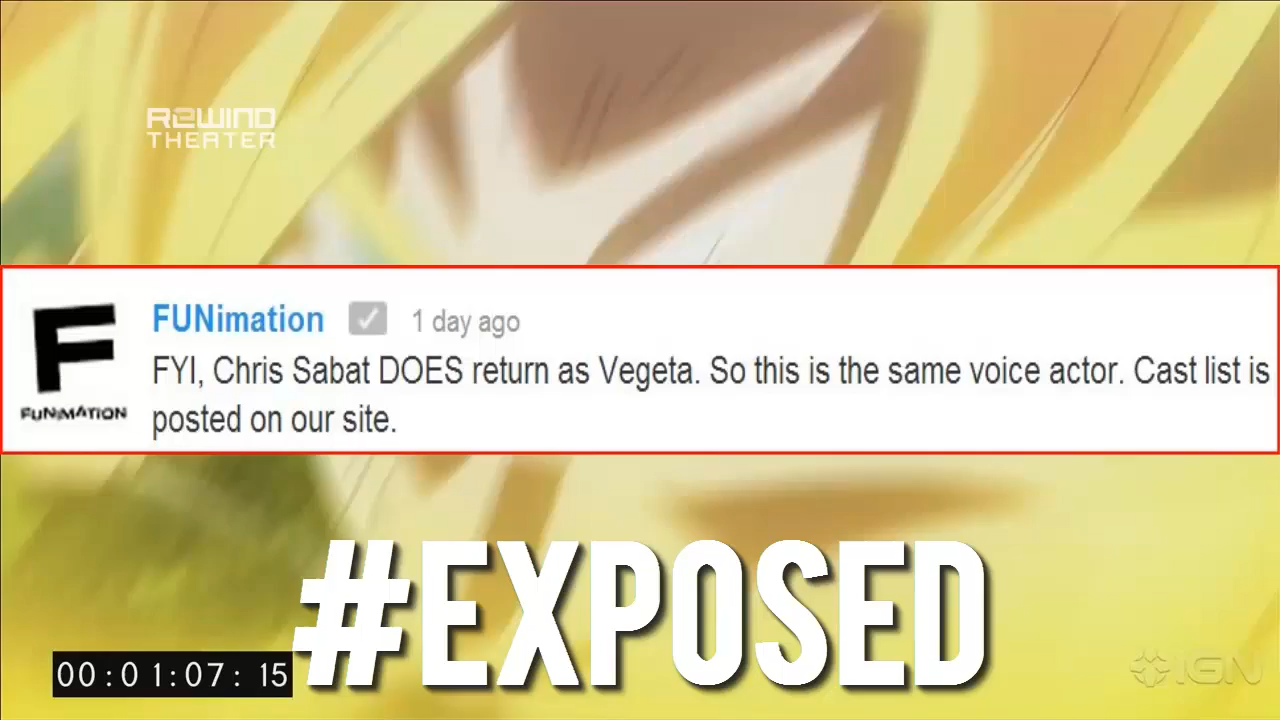 R2WIND
THEATER
FUNimation 1 day ago
FYI, Chris Sabat DOES return as Vegeta. So this is the same voice actor. Cast list is
posted on our site.
F
FUNIMATION
#EXPOSED
00:01:07:15
IGN